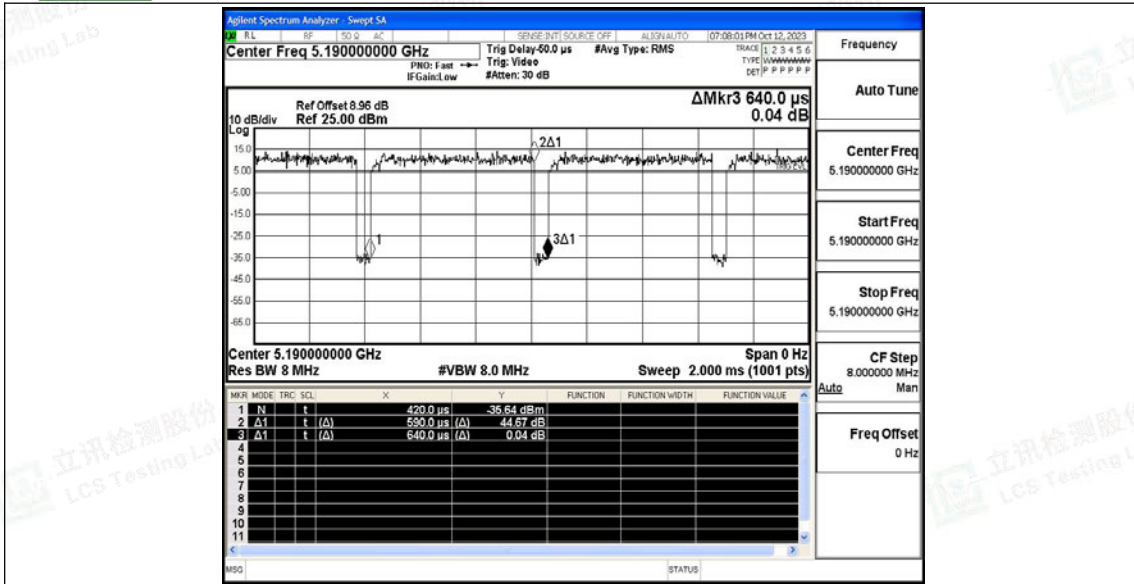 Agilent Spectrum Analyzer - Swept SA
RL RF 50 Ω AC SENSE:INT SOURCE OFF ALIGNAUTO 07:08:01PM Oct 12, 2023
Center Freq 5.190000000 GHz Trig Delay-50.0 µs #Avg Type: RMS TRACE 1 2 3 4 5 6
PNO: Fast Trig: Video TYPE WWWWWW
IFGain:Low #Atten: 30 dB DET P P P P P P
ΔMkr3 640.0 µs
0.04 dB
Ref Offset 8.96 dB
10 dB/div Ref 25.00 dBm
Log
15.0
5.00
-5.00
-15.0
-25.0
-35.0
-45.0
-55.0
-65.0
2Δ1
TRIG LVL
1
3Δ1
Center 5.190000000 GHz Span 0 Hz
Res BW 8 MHz #VBW 8.0 MHz Sweep 2.000 ms (1001 pts)
MKR MODE TRC SCL X Y FUNCTION FUNCTION WIDTH FUNCTION VALUE
1 N t 420.0 µs -35.64 dBm
2 Δ1 t (Δ) 590.0 µs (Δ) 44.67 dB
3 Δ1 t (Δ) 640.0 µs (Δ) 0.04 dB
4
5
6
7
8
9
10
11
MSG STATUS
Frequency
Auto Tune
Center Freq
5.190000000 GHz
Start Freq
5.190000000 GHz
Stop Freq
5.190000000 GHz
CF Step
8.000000 MHz
Auto Man
Freq Offset
0 Hz
立讯检测股份
LCS Testing Lab
立讯检测股份
LCS Testing L